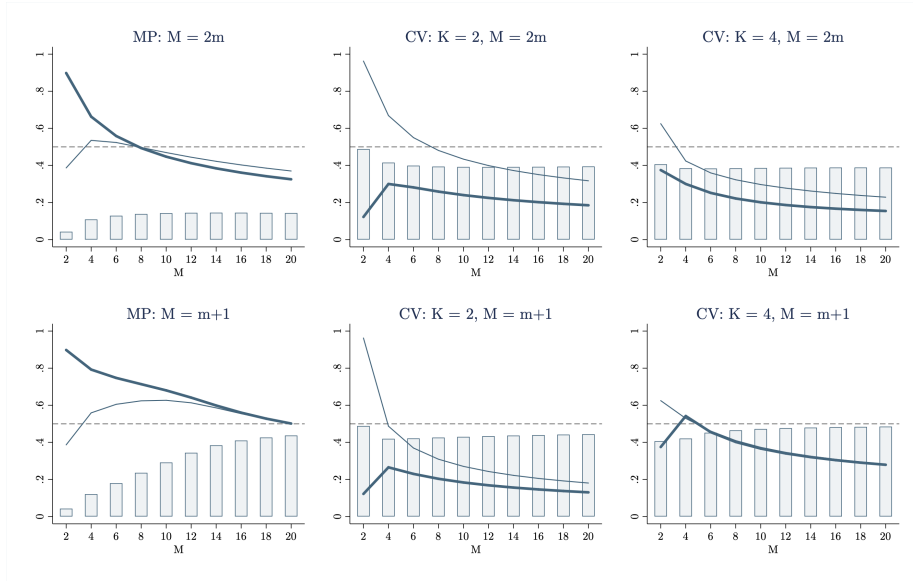 MP: M = 2m
1
.8
.6
.4
.2
0
2 4 6 8 10 12 14 16 18 20
M
CV: K = 2, M = 2m
1
.8
.6
.4
.2
0
2 4 6 8 10 12 14 16 18 20
M
CV: K = 4, M = 2m
1
.8
.6
.4
.2
0
2 4 6 8 10 12 14 16 18 20
M
MP: M = m+1
1
.8
.6
.4
.2
0
2 4 6 8 10 12 14 16 18 20
M
CV: K = 2, M = m+1
1
.8
.6
.4
.2
0
2 4 6 8 10 12 14 16 18 20
M
CV: K = 4, M = m+1
1
.8
.6
.4
.2
0
2 4 6 8 10 12 14 16 18 20
M